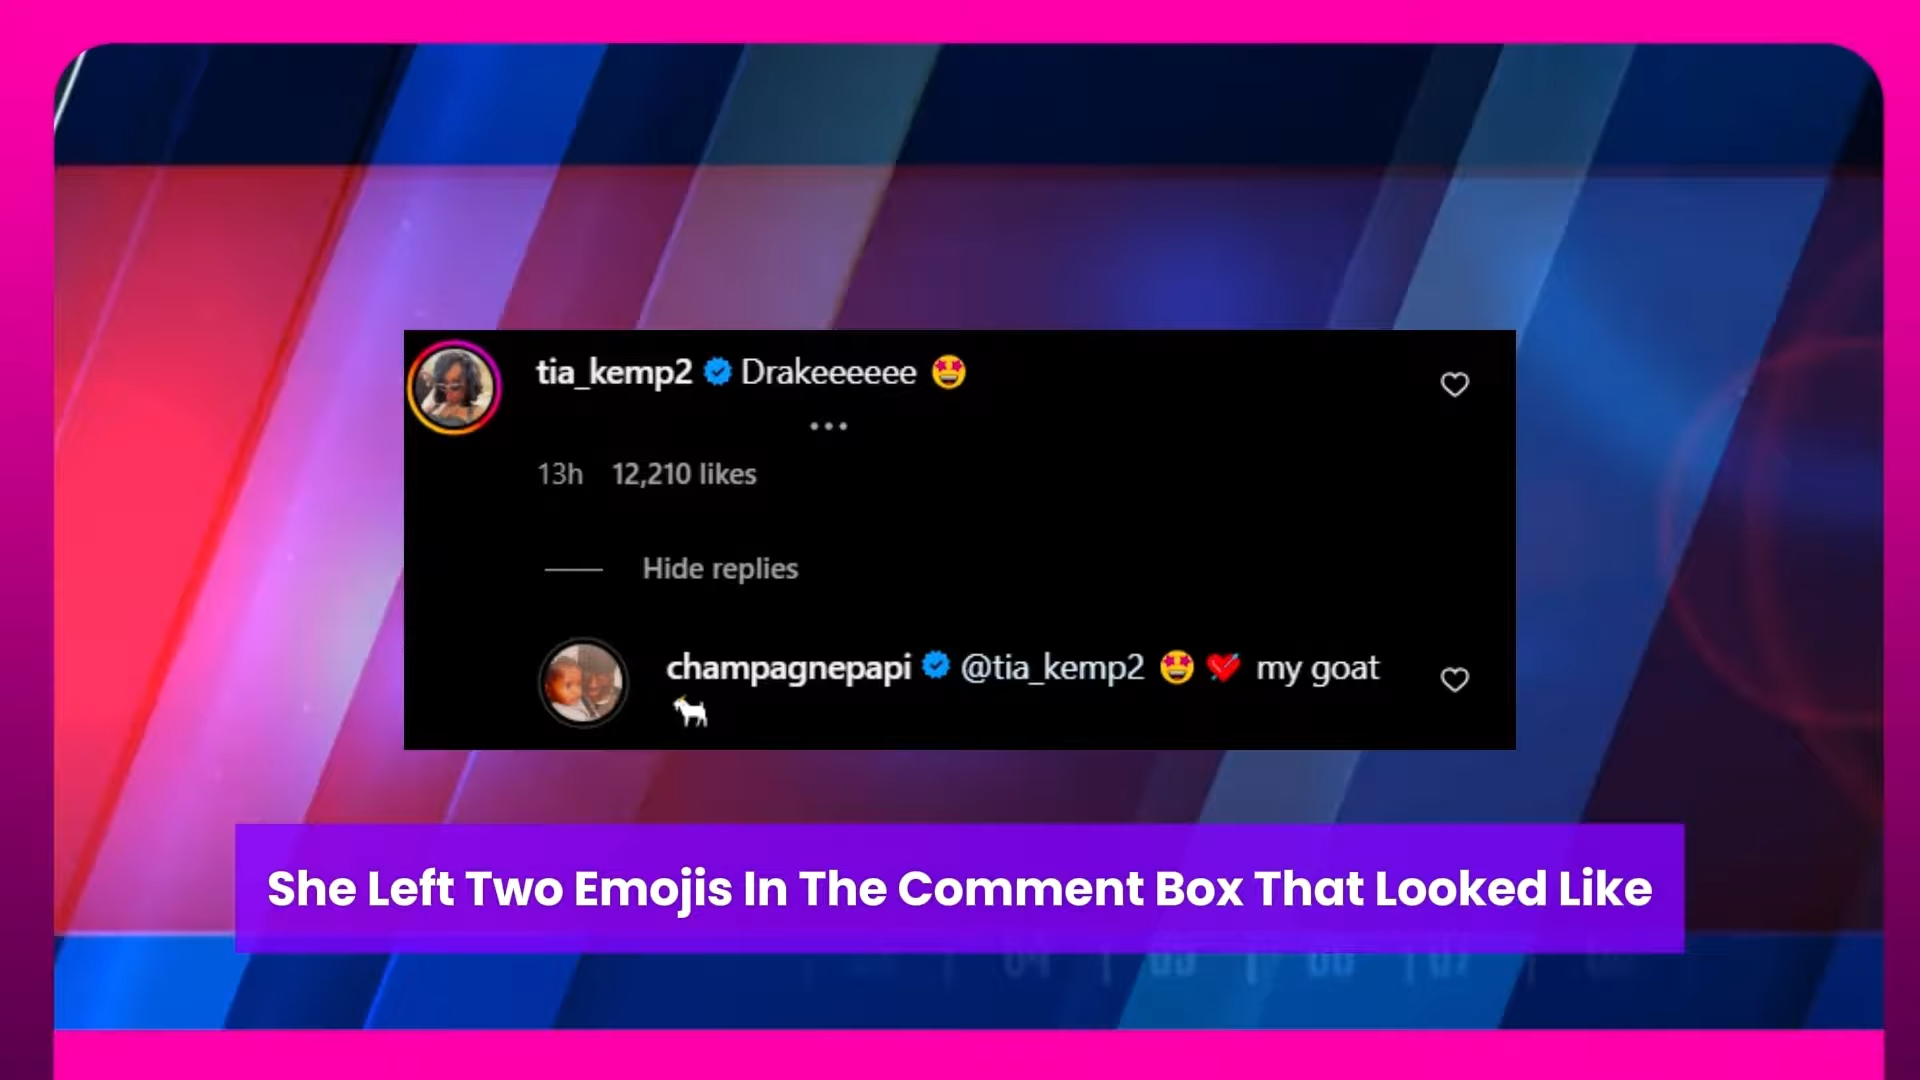 tia_kemp2 Drakeeeeee 🤩
...
13h 12,210 likes
Hide replies
champagnepapi @tia_kemp2 🤩 💘 my goat
🐐
She Left Two Emojis In The Comment Box That Looked Like